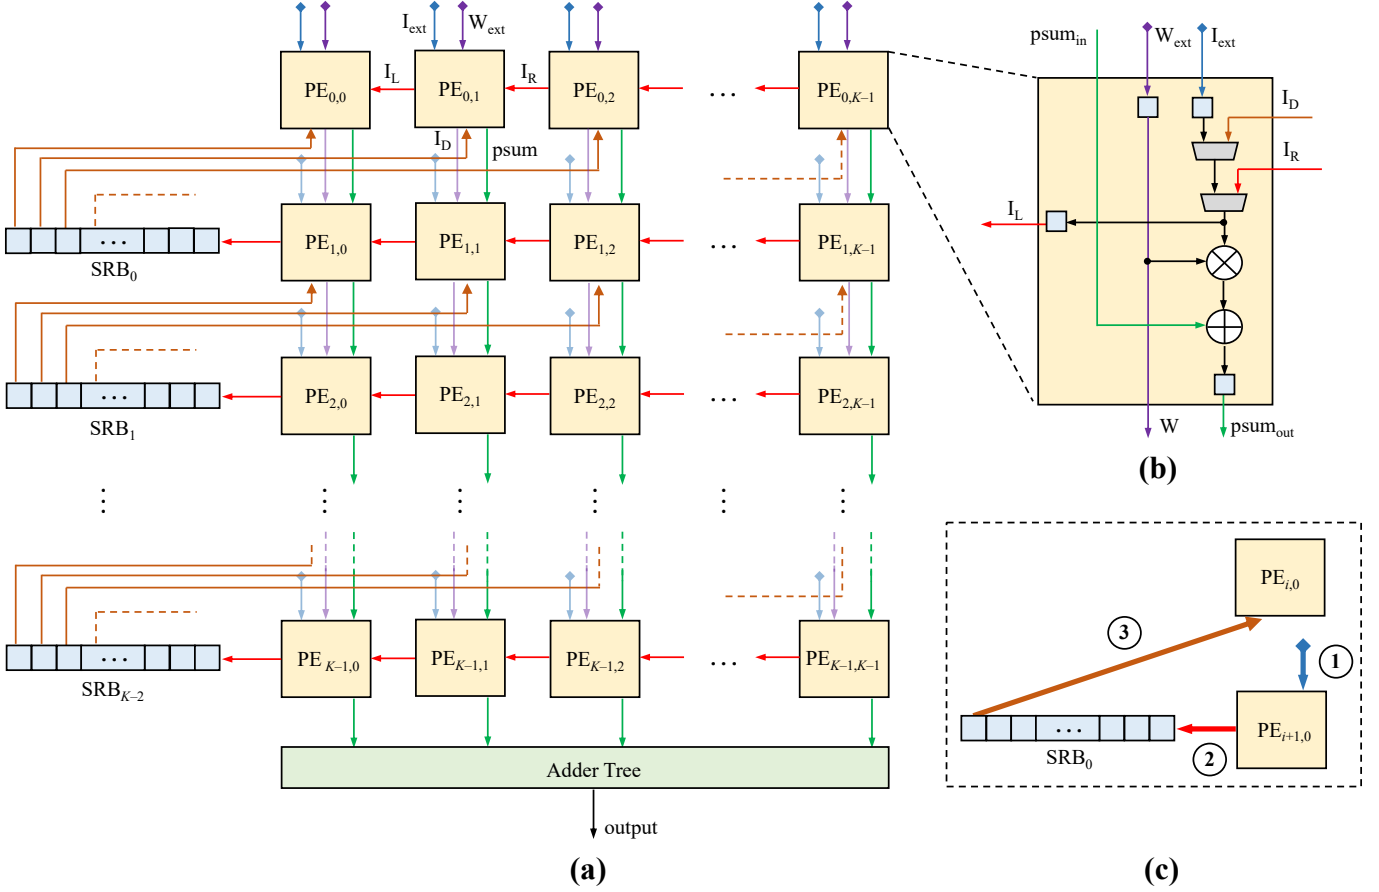 I_ext W_ext
PE_0,0 I_L PE_0,1 I_R PE_0,2 ... PE_0,K−1
I_D psum
PE_1,0 PE_1,1 PE_1,2 ... PE_1,K−1
...
SRB_0
PE_2,0 PE_2,1 PE_2,2 ... PE_2,K−1
...
SRB_1
PE_K−1,0 PE_K−1,1 PE_K−1,2 ... PE_K−1,K−1
...
SRB_K−2
Adder Tree
output
(a)
psum_in W_ext I_ext
I_D
I_R
I_L
W psum_out
(b)
PE_i,0
3
1
PE_i+1,0
...
SRB_0 2
(c)